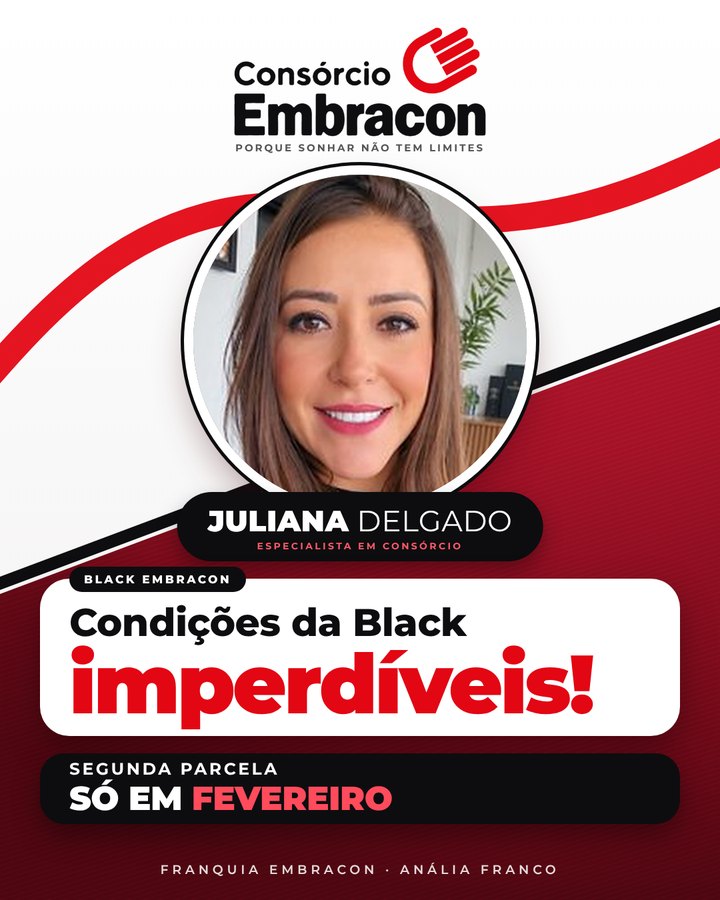 Consórcio
Embracon
PORQUE SONHAR NÃO TEM LIMITES
JULIANA DELGADO
ESPECIALISTA EM CONSÓRCIO
BLACK EMBRACON
Condições da Black
imperdíveis!
SEGUNDA PARCELA
SÓ EM FEVEREIRO
FRANQUIA EMBRACON · ANÁLIA FRANCO